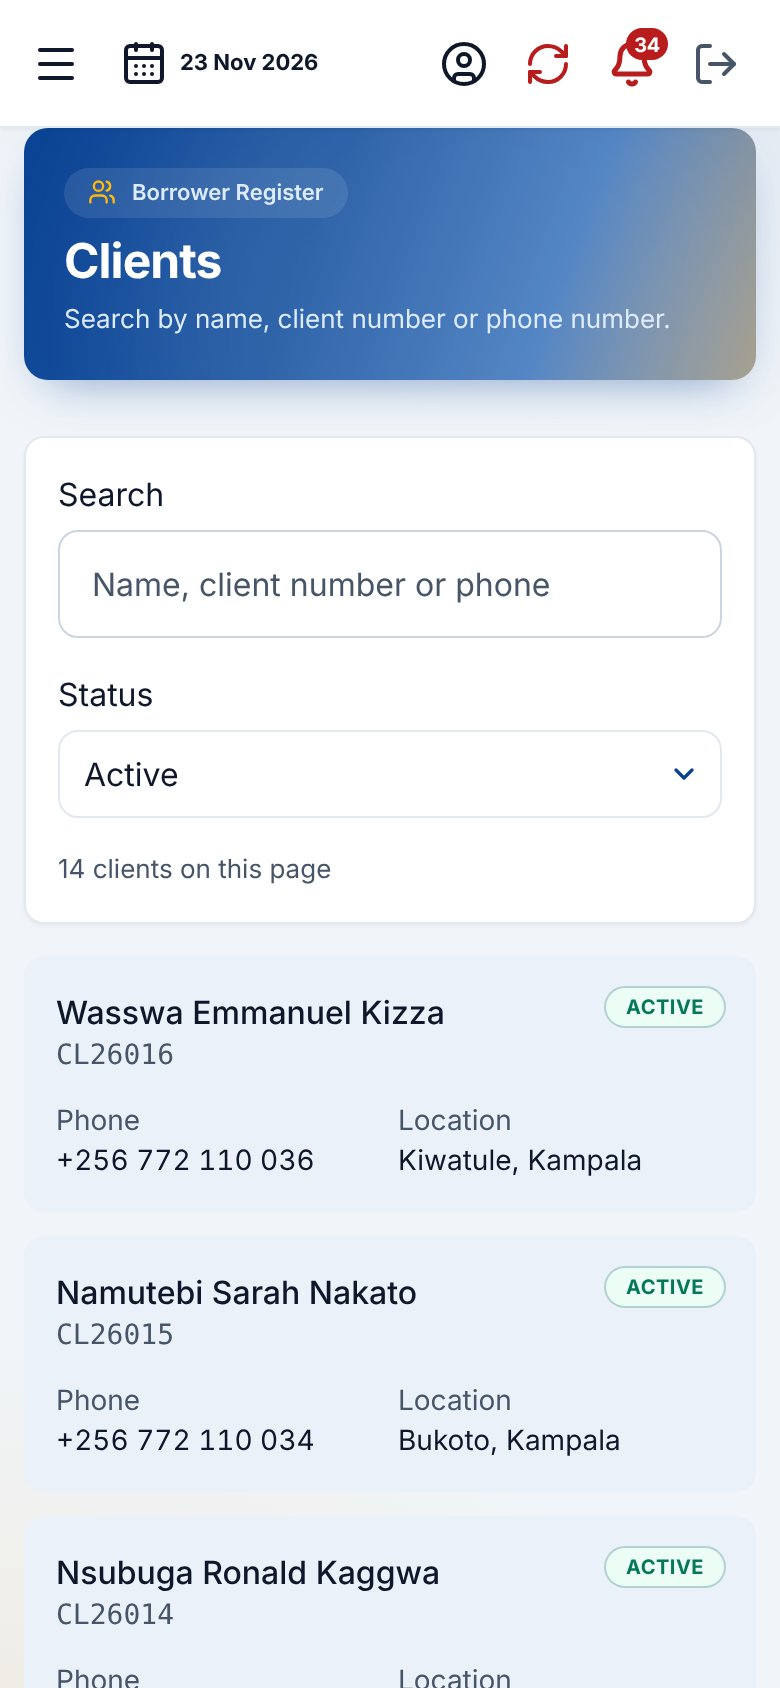 23 Nov 2026
34
Borrower Register
Clients
Search by name, client number or phone number.
Search
Name, client number or phone
Status
Active
14 clients on this page
Wasswa Emmanuel Kizza
ACTIVE
CL26016
Phone
Location
+256 772 110 036
Kiwatule, Kampala
Namutebi Sarah Nakato
ACTIVE
CL26015
Phone
Location
+256 772 110 034
Bukoto, Kampala
Nsubuga Ronald Kaggwa
ACTIVE
CL26014
Phone
Location